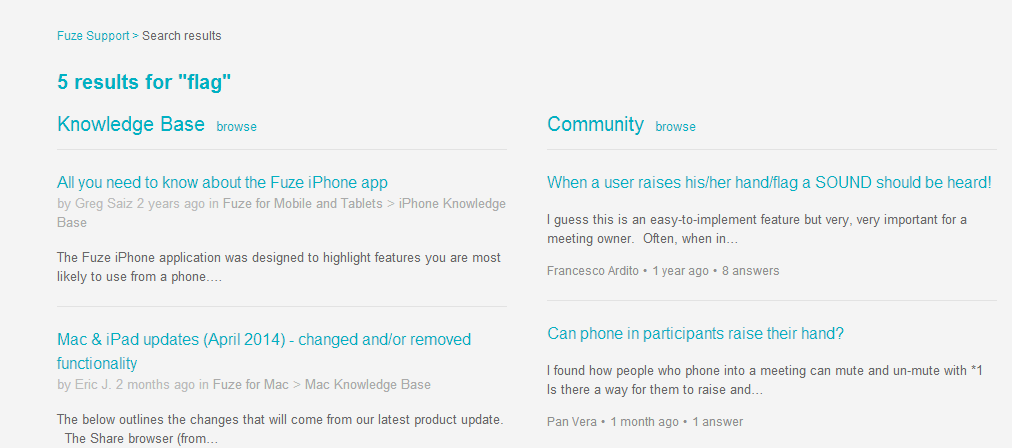 Fuze Support > Search results
5 results for "flag"
Knowledge Base browse
All you need to know about the Fuze iPhone app
by Greg Saiz 2 years ago in Fuze for Mobile and Tablets > iPhone Knowledge
Base
The Fuze iPhone application was designed to highlight features you are most
likely to use from a phone....
Mac & iPad updates (April 2014) - changed and/or removed
functionality
by Eric J. 2 months ago in Fuze for Mac > Mac Knowledge Base
The below outlines the changes that will come from our latest product update.
The Share browser (from...
Community browse
When a user raises his/her hand/flag a SOUND should be heard!
I guess this is an easy-to-implement feature but very, very important for a
meeting owner.  Often, when in...
Francesco Ardito • 1 year ago • 8 answers
Can phone in participants raise their hand?
I found how people who phone into a meeting can mute and un-mute with *1
Is there a way for them to raise and...
Pan Vera • 1 month ago • 1 answer